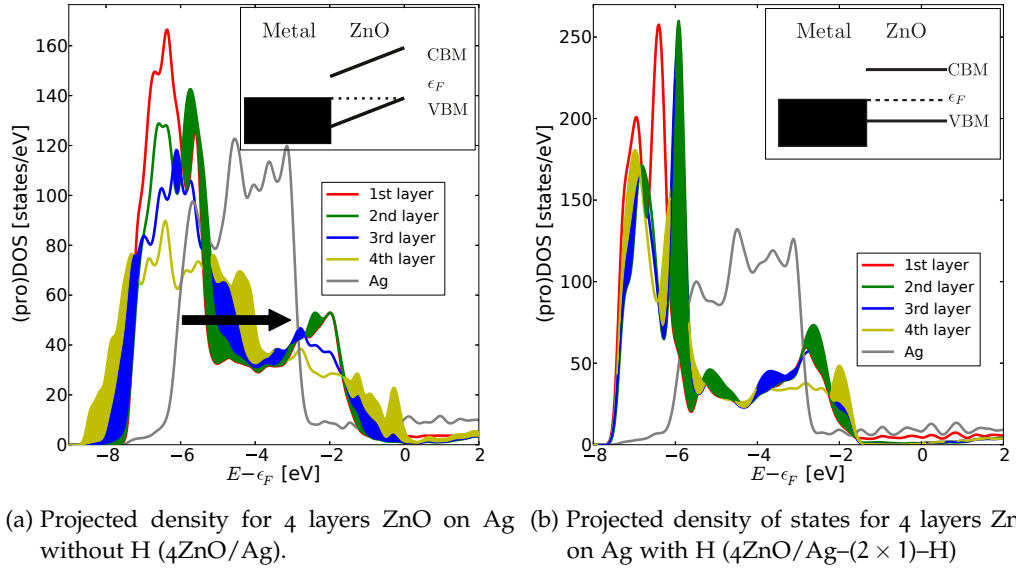 Metal ZnO
CBM
ϵF
VBM
(pro)DOS [states/eV]
160
140
120
100
80
60
40
20
0
1st layer
2nd layer
3rd layer
4th layer
Ag
−8 −6 −4 −2 0 2
E−ϵF [eV]
Metal ZnO
CBM
ϵF
VBM
(pro)DOS [states/eV]
250
200
150
100
50
0
1st layer
2nd layer
3rd layer
4th layer
Ag
−8 −6 −4 −2 0 2
E−ϵF [eV]
(a) Projected density for 4 layers ZnO on Ag
without H (4ZnO/Ag).
(b) Projected density of states for 4 layers Zn
on Ag with H (4ZnO/Ag–(2 × 1)–H)